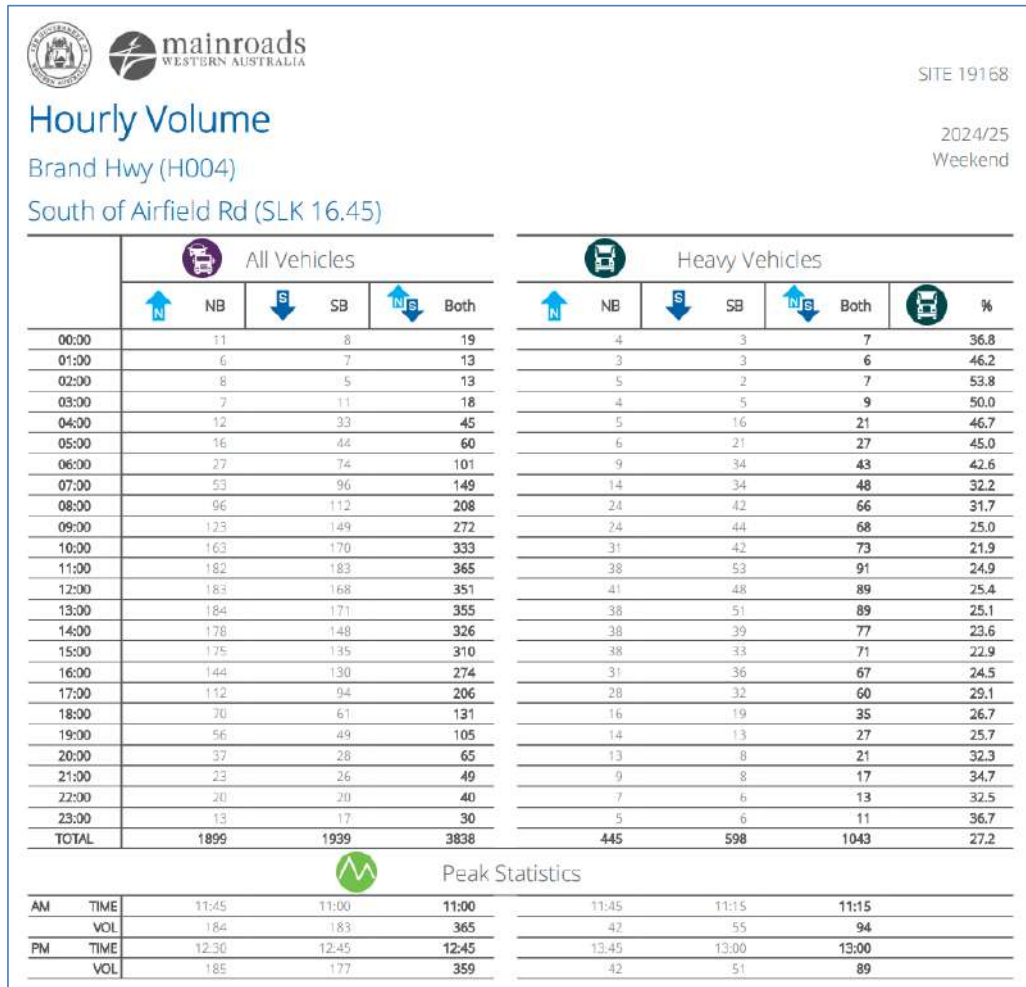 THE GOVERNMENT OF
WESTERN AUSTRALIA
mainroads
WESTERN AUSTRALIA
SITE 19168
Hourly Volume
2024/25
Brand Hwy (H004)
Weekend
South of Airfield Rd (SLK 16.45)
All Vehicles Heavy Vehicles
N NB S SB N S Both N NB S SB N S Both %
00:00 11 8 19 4 3 7 36.8
01:00 6 7 13 3 3 6 46.2
02:00 8 5 13 5 2 7 53.8
03:00 7 11 18 4 5 9 50.0
04:00 12 33 45 5 16 21 46.7
05:00 16 44 60 6 21 27 45.0
06:00 27 74 101 9 34 43 42.6
07:00 53 96 149 14 34 48 32.2
08:00 96 112 208 24 42 66 31.7
09:00 123 149 272 24 44 68 25.0
10:00 163 170 333 31 42 73 21.9
11:00 182 183 365 38 53 91 24.9
12:00 183 168 351 41 48 89 25.4
13:00 184 171 355 38 51 89 25.1
14:00 178 148 326 38 39 77 23.6
15:00 175 135 310 38 33 71 22.9
16:00 144 130 274 31 36 67 24.5
17:00 112 94 206 28 32 60 29.1
18:00 70 61 131 16 19 35 26.7
19:00 56 49 105 14 13 27 25.7
20:00 37 28 65 13 8 21 32.3
21:00 23 26 49 9 8 17 34.7
22:00 20 20 40 7 6 13 32.5
23:00 13 17 30 5 6 11 36.7
TOTAL 1899 1939 3838 445 598 1043 27.2
Peak Statistics
AM TIME 11:45 11:00 11:00 11:45 11:15 11:15
VOL 184 183 365 42 55 94
PM TIME 12:30 12:45 12:45 13:45 13:00 13:00
VOL 185 177 359 42 51 89